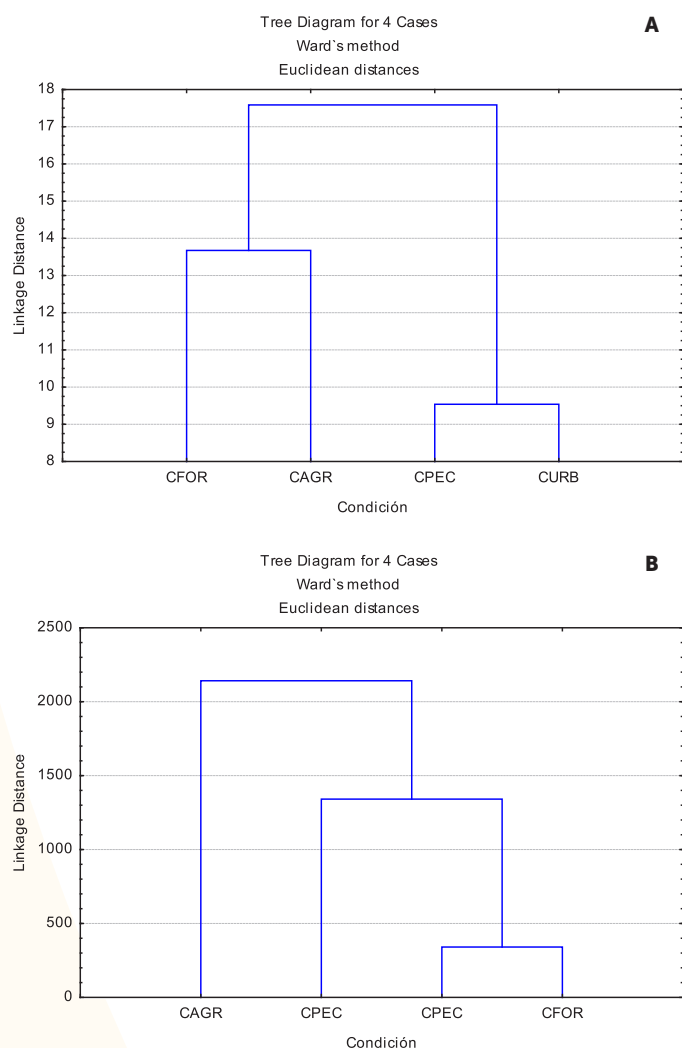 Tree Diagram for 4 Cases
A
Ward`s method
Euclidean distances
18
17
16
15
14
13
12
11
10
9
8
Linkage Distance
CFOR CAGR CPEC CURB
Condición
Tree Diagram for 4 Cases
B
Ward`s method
Euclidean distances
2500
2000
1500
1000
500
0
Linkage Distance
CAGR CPEC CPEC CFOR
Condición